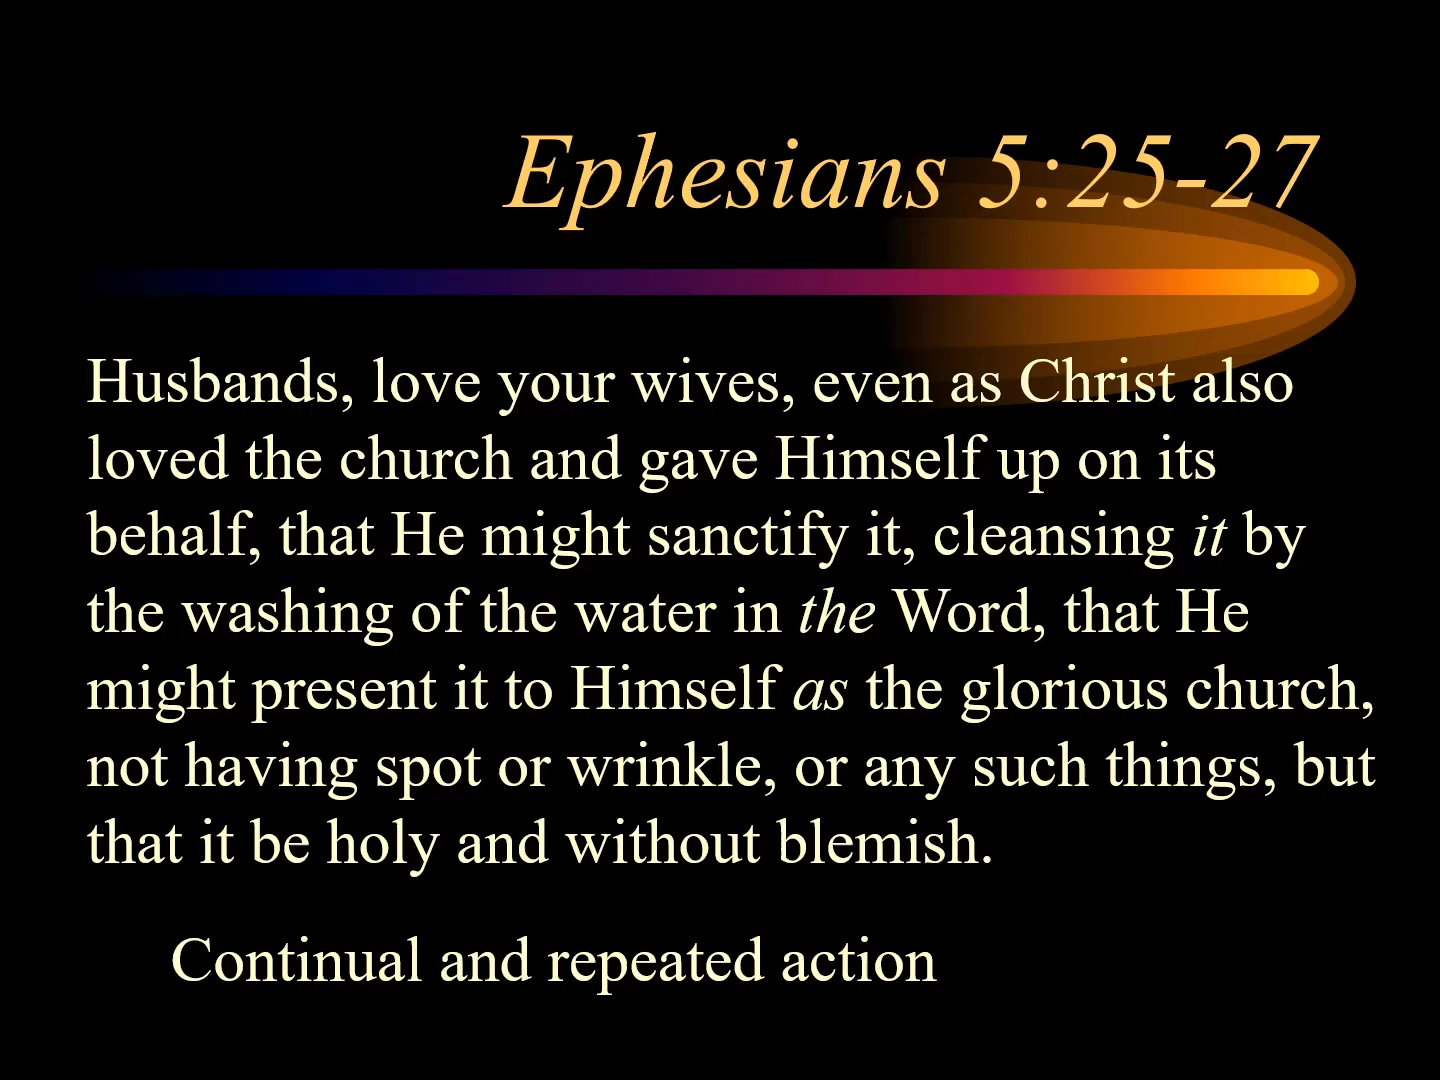 Ephesians 5:25-27
Husbands, love your wives, even as Christ also
loved the church and gave Himself up on its
behalf, that He might sanctify it, cleansing it by
the washing of the water in the Word, that He
might present it to Himself as the glorious church,
not having spot or wrinkle, or any such things, but
that it be holy and without blemish.
Continual and repeated action